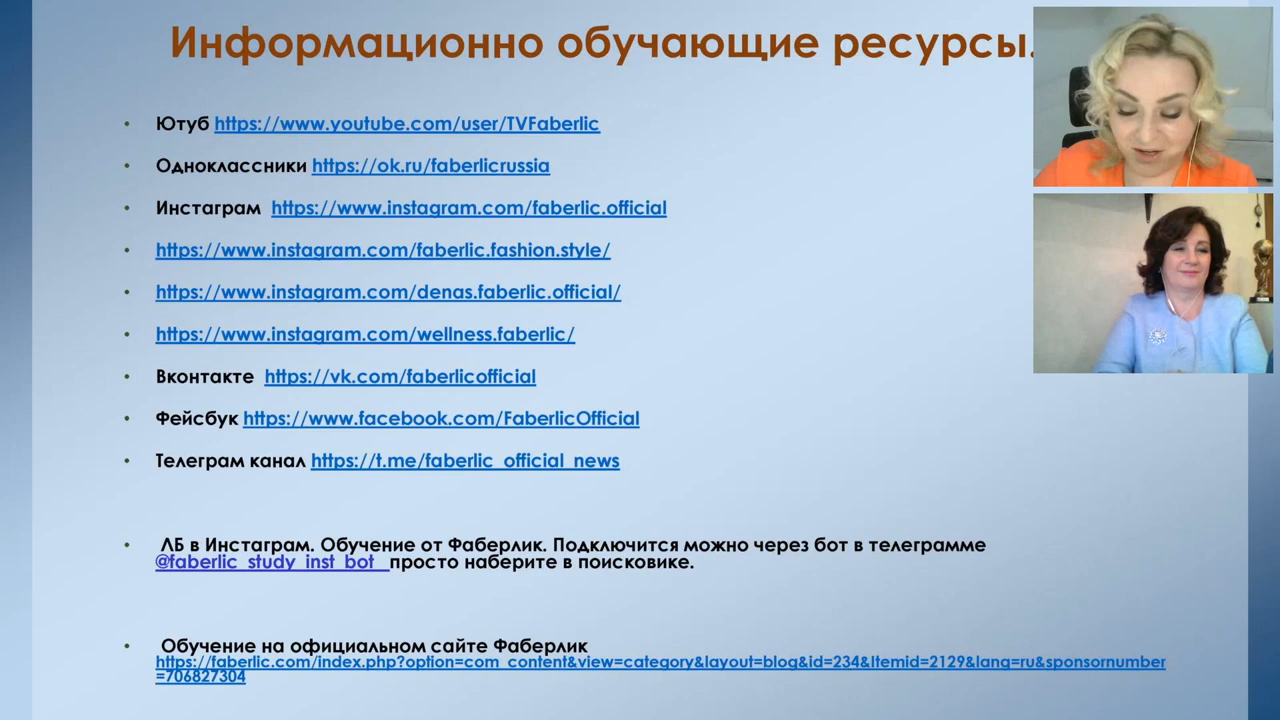 Информационно обучающие ресурсы.
• Ютуб https://www.youtube.com/user/TVFaberlic
• Одноклассники https://ok.ru/faberlicrussia
• Инстаграм https://www.instagram.com/faberlic.official
• https://www.instagram.com/faberlic.fashion.style/
• https://www.instagram.com/denas.faberlic.official/
• https://www.instagram.com/wellness.faberlic/
• Вконтакте https://vk.com/faberlicofficial
• Фейсбук https://www.facebook.com/FaberlicOfficial
• Телеграм канал https://t.me/faberlic_official_news
• ЛБ в Инстаграм. Обучение от Фаберлик. Подключится можно через бот в телеграмме
@faberlic_study_inst_bot просто наберите в поисковике.
• Обучение на официальном сайте Фаберлик
https://faberlic.com/index.php?option=com_content&view=category&layout=blog&id=234&Itemid=2129&lang=ru&sponsornumber
=706827304